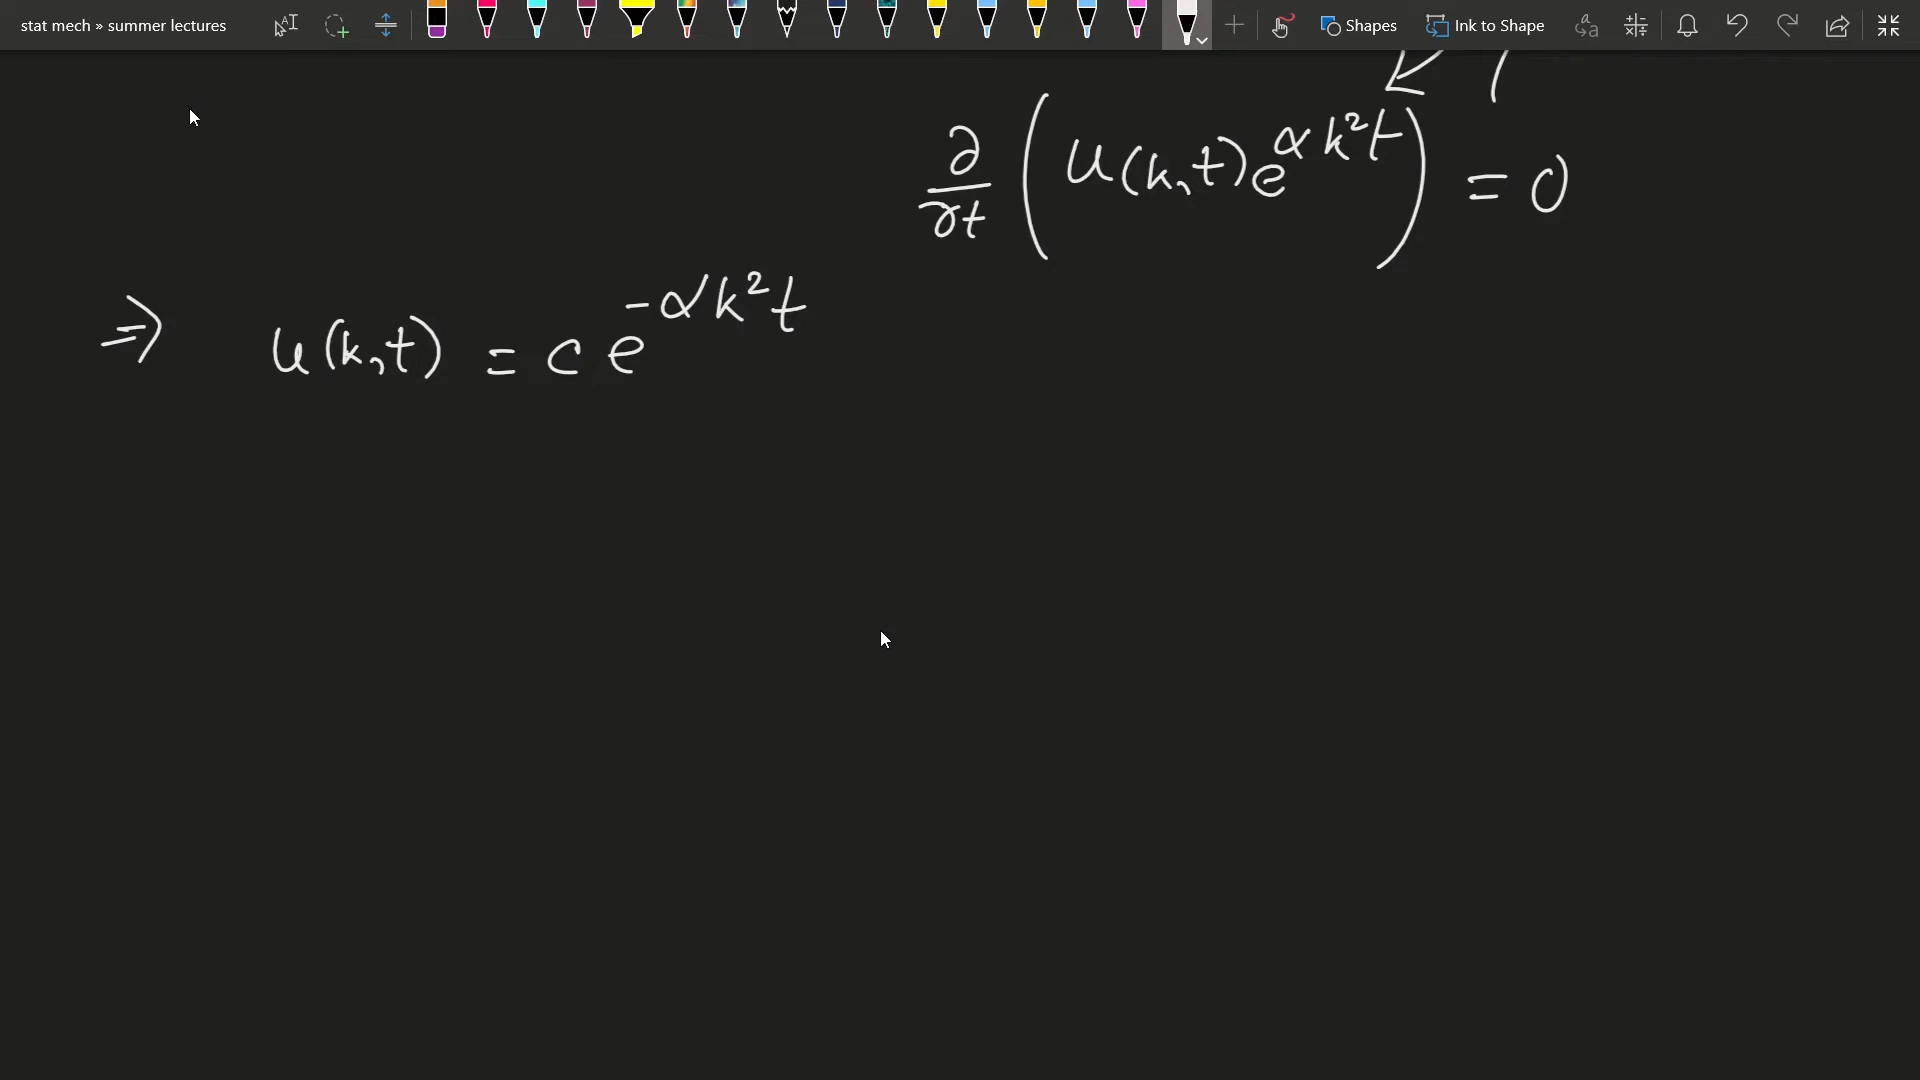 stat mech » summer lectures Shapes Ink to Shape
∂/∂t (u(k,t)e^{αk²t}) = 0
⇒ u(k,t) = c e^{-αk²t}